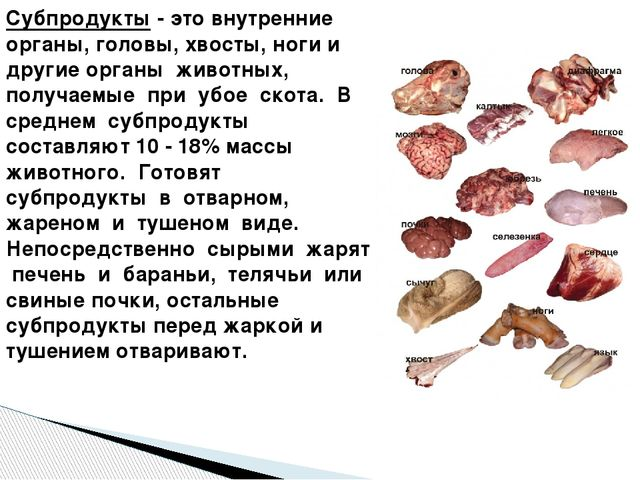 Субпродукты - это внутренние
органы, головы, хвосты, ноги и
другие органы животных,
получаемые при убое скота. В
среднем субпродукты
составляют 10 - 18% массы
животного. Готовят
субпродукты в отварном,
жареном и тушеном виде.
Непосредственно сырыми жарят
печень и бараньи, телячьи или
свиные почки, остальные
субпродукты перед жаркой и
тушением отваривают.
голова
диафрагма
калтык
мозги
легкое
обрезь
печень
почки
селезенка
сердце
сычуг
ноги
хвост
язык